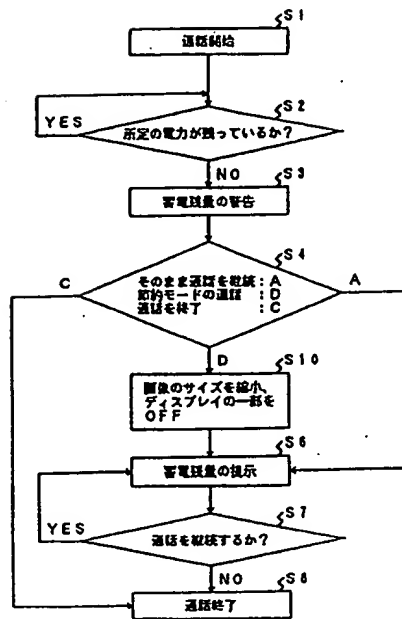 S1
通話開始
S2
YES
所定の電力が残っているか?
NO
S3
蓄電残量の警告
S4
C
そのまま通話を継続:A
節約モードの通話:D
通話を終了:C
A
D
S10
画像のサイズを縮小、
ディスプレイの一部を
OFF
S6
蓄電残量の提示
S7
YES
通話を継続するか?
NO
S8
通話終了